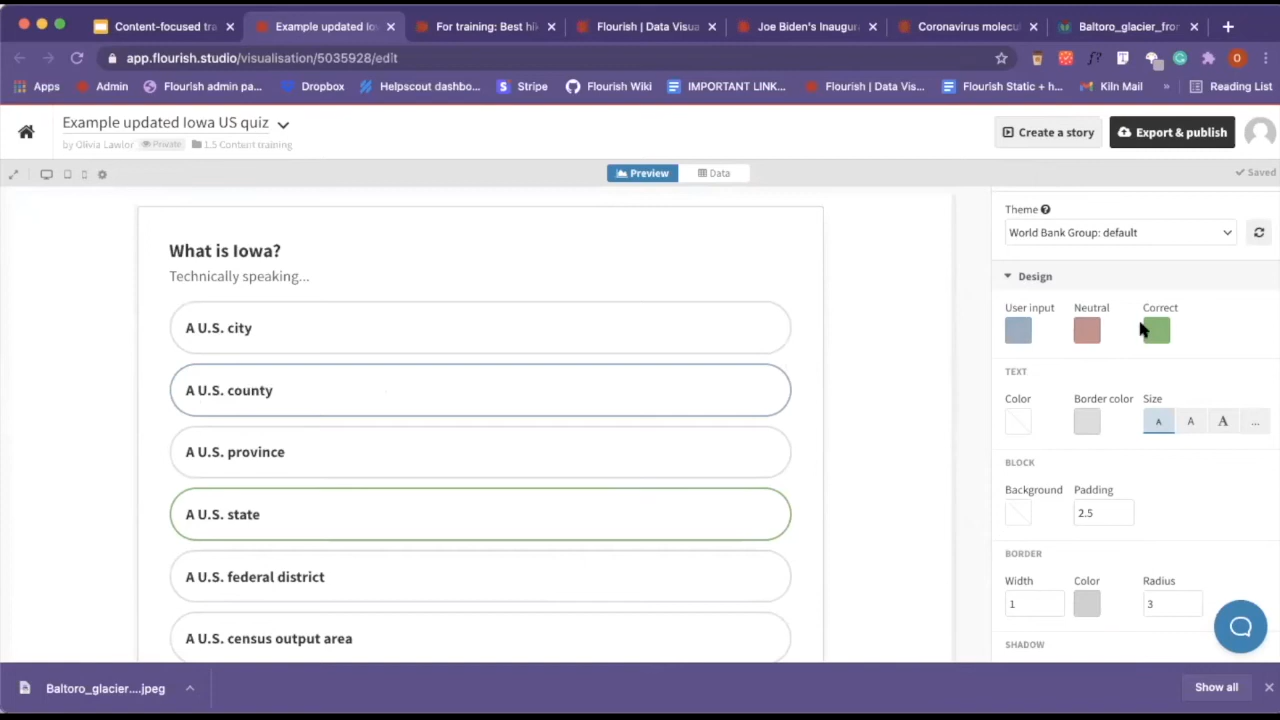 Content-focused tra
Example updated Io
For training: Best hi
Flourish | Data Visua
Joe Biden's Inaugur
Coronavirus molecu
Baltoro_glacier_fror
app.flourish.studio/visualisation/5035928/edit
Apps
Admin
Flourish admin pa...
Dropbox
Helpscout dashbo...
Stripe
Flourish Wiki
IMPORTANT LINK...
Flourish | Data Vis...
Flourish Static + h...
Kiln Mail
»
Reading List
Example updated Iowa US quiz
by Olivia Lawlor Private 1.5 Content training
Create a story
Export & publish
Preview
Data
Saved
What is Iowa?
Technically speaking...
A U.S. city
A U.S. county
A U.S. province
A U.S. state
A U.S. federal district
A U.S. census output area
Theme
World Bank Group: default
Design
User input Neutral Correct
TEXT
Color Border color Size
A A A ...
BLOCK
Background Padding
2.5
BORDER
Width Color Radius
1 3
SHADOW
Baltoro_glacier....jpeg
Show all